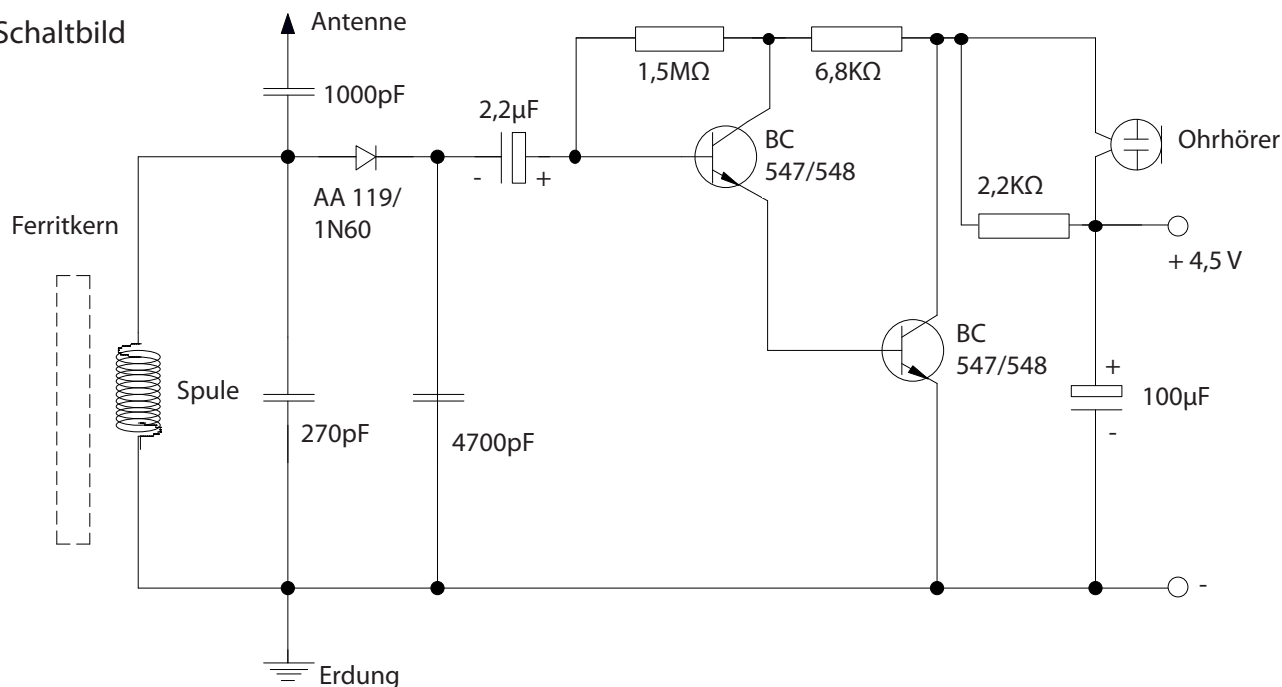 Schaltbild
Antenne
1000pF
2,2µF
- +
1,5MΩ
6,8KΩ
BC
547/548
Ohrhörer
AA 119/
1N60
2,2KΩ
+ 4,5 V
Ferritkern
Spule
270pF
4700pF
BC
547/548
+
100µF
-
-
Erdung